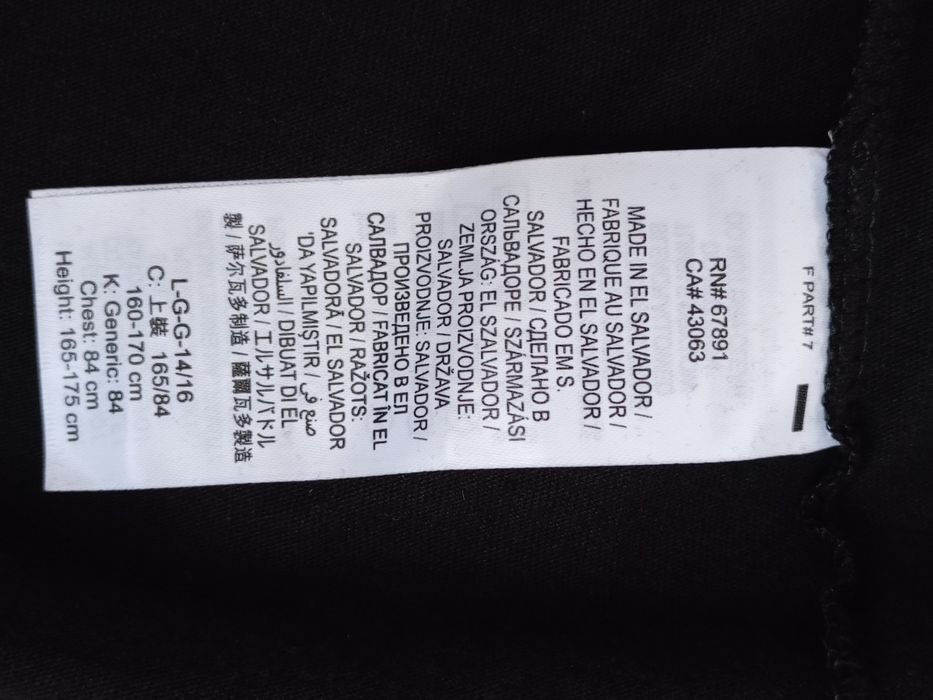 F PART# 7
RN# 67891
CA# 43063
MADE IN EL SALVADOR /
FABRIQUE AU SALVADOR /
HECHO EN EL SALVADOR /
FABRICADO EM S.
SALVADOR / СДЕЛАНО В
САЛЬВАДОРЕ / SZÁRMAZÁSI
ORSZÁG: EL SZALVADOR /
ZEMLJA PROIZVODNJE:
SALVADOR / DRŽAVA
PROIZVODNJE: SALVADOR /
ПРОИЗВЕДЕНО В ЕЛ
САЛВАДОР / FABRICAT ÎN EL
SALVADOR / RAŽOTS:
SALVADORĀ / EL SALVADOR
'DA YAPILMIŞTIR / صنع في
السلفادور / DIBUAT DI EL
SALVADOR / エルサルバドル
製 / 萨尔瓦多制造 / 薩爾瓦多製造
L-G-G-14/16
160-170 cm
C: 上裝 165/84
K: Generic: 84
Chest: 84 cm
Height: 165-175 cm